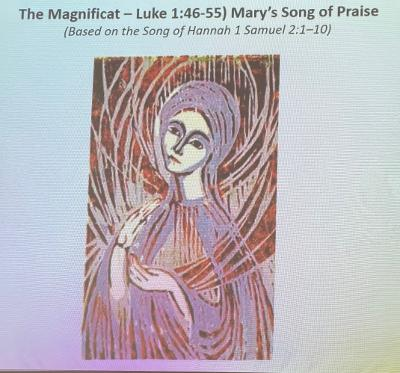 The Magnificat – Luke 1:46-55) Mary's Song of Praise
(Based on the Song of Hannah 1 Samuel 2:1–10)